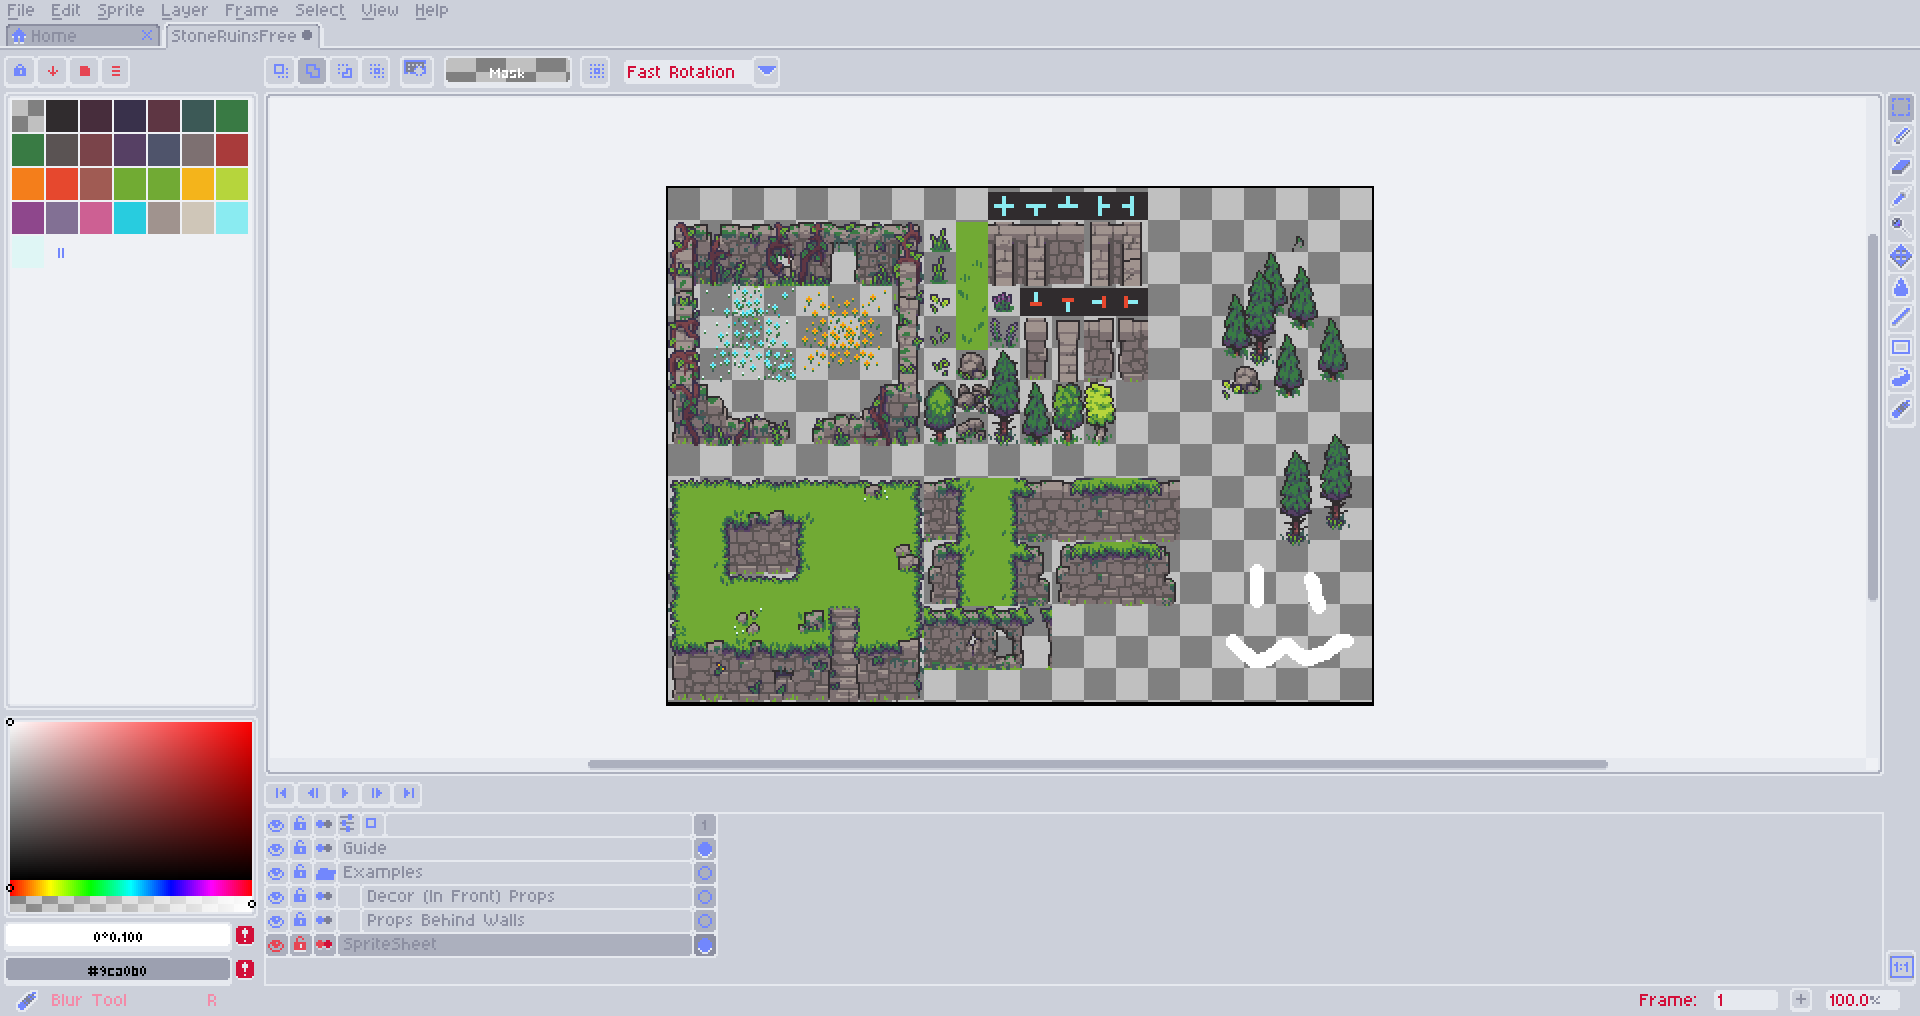 File Edit Sprite Layer Frame Select View Help
Home StoneRuinsFree
Mask Fast Rotation
1
Guide
Examples
Decor (In Front) Props
Props Behind Walls
SpriteSheet
0°0.100
#9ca0b0
Blur Tool R Frame: 1 + 100.0%
1:1